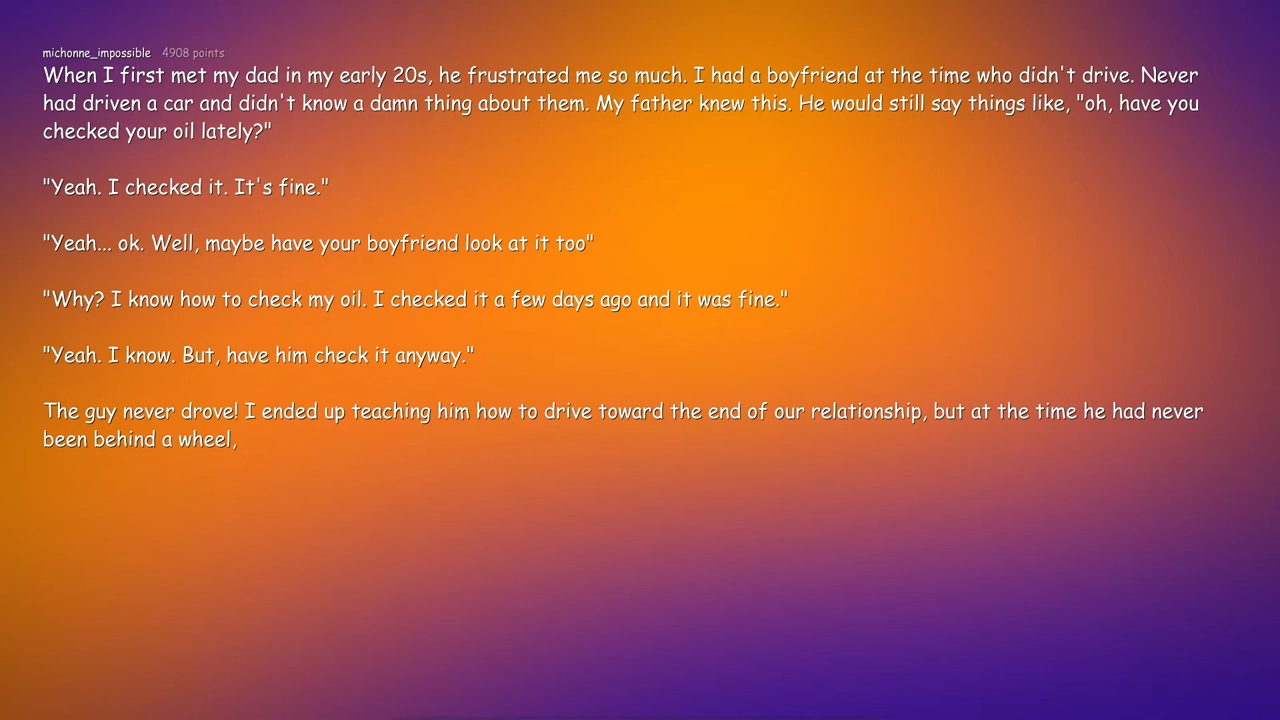 michonne_impossible 4908 points
When I first met my dad in my early 20s, he frustrated me so much. I had a boyfriend at the time who didn't drive. Never
had driven a car and didn't know a damn thing about them. My father knew this. He would still say things like, "oh, have you
checked your oil lately?"
"Yeah. I checked it. It's fine."
"Yeah... ok. Well, maybe have your boyfriend look at it too"
"Why? I know how to check my oil. I checked it a few days ago and it was fine."
"Yeah. I know. But, have him check it anyway."
The guy never drove! I ended up teaching him how to drive toward the end of our relationship, but at the time he had never
been behind a wheel,